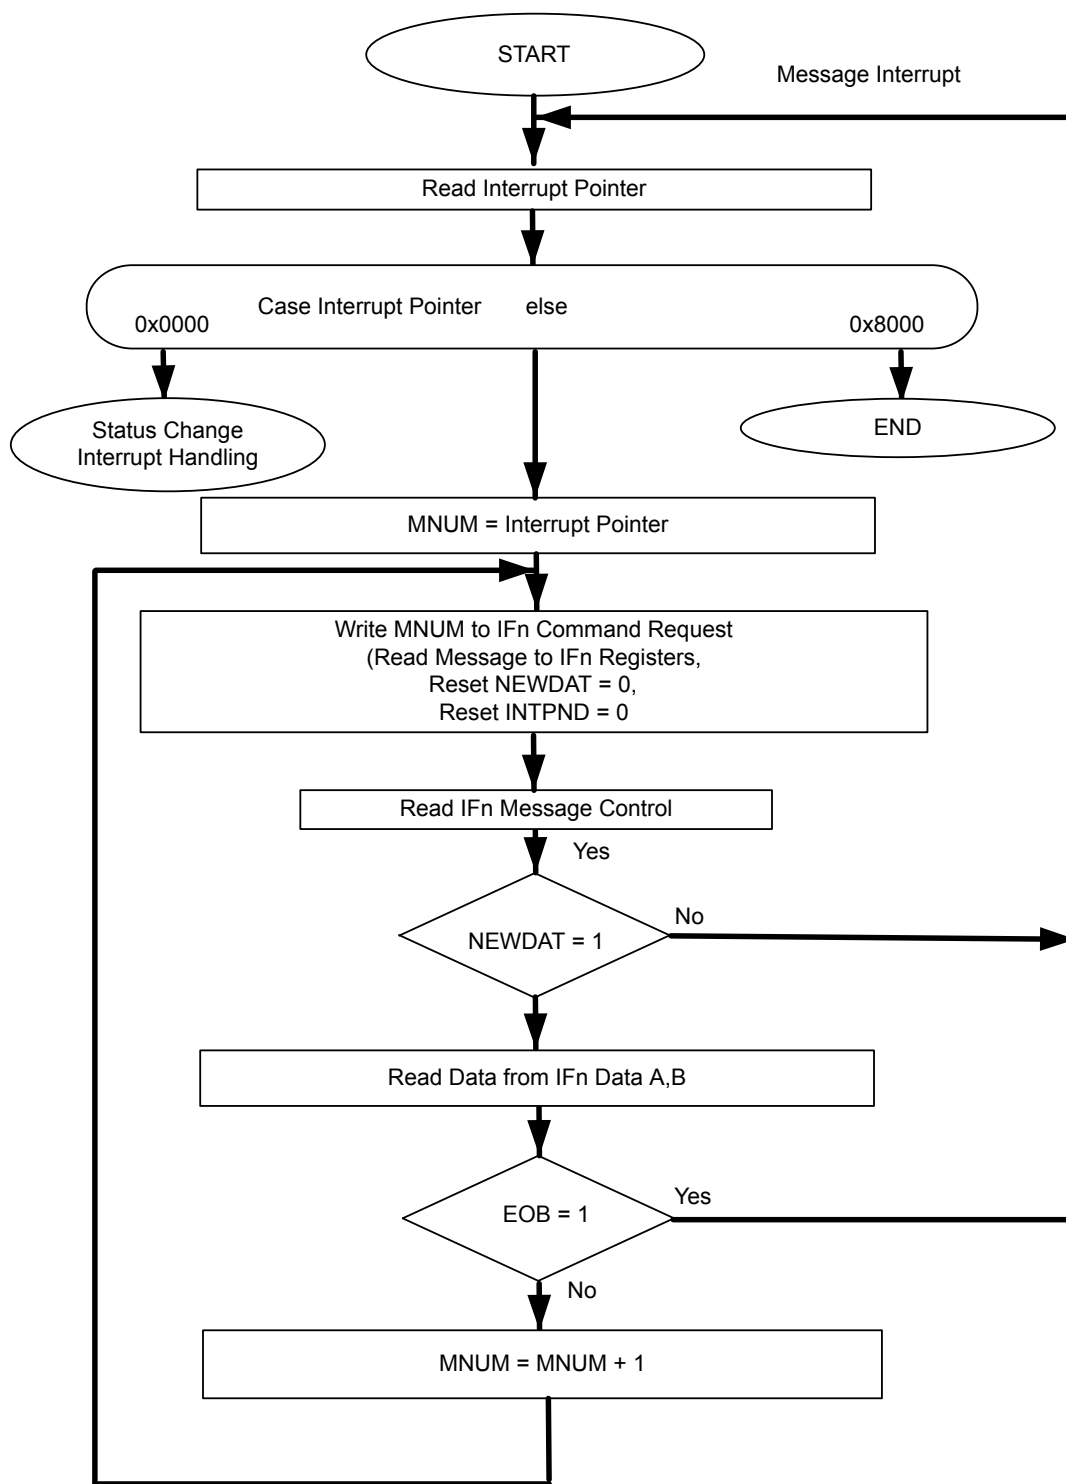 START
Message Interrupt
Read Interrupt Pointer
Case Interrupt Pointer else
0x0000 0x8000
Status Change
Interrupt Handling
END
MNUM = Interrupt Pointer
Write MNUM to IFn Command Request
(Read Message to IFn Registers,
Reset NEWDAT = 0,
Reset INTPND = 0
Read IFn Message Control
Yes
No
NEWDAT = 1
Read Data from IFn Data A,B
Yes
EOB = 1
No
MNUM = MNUM + 1